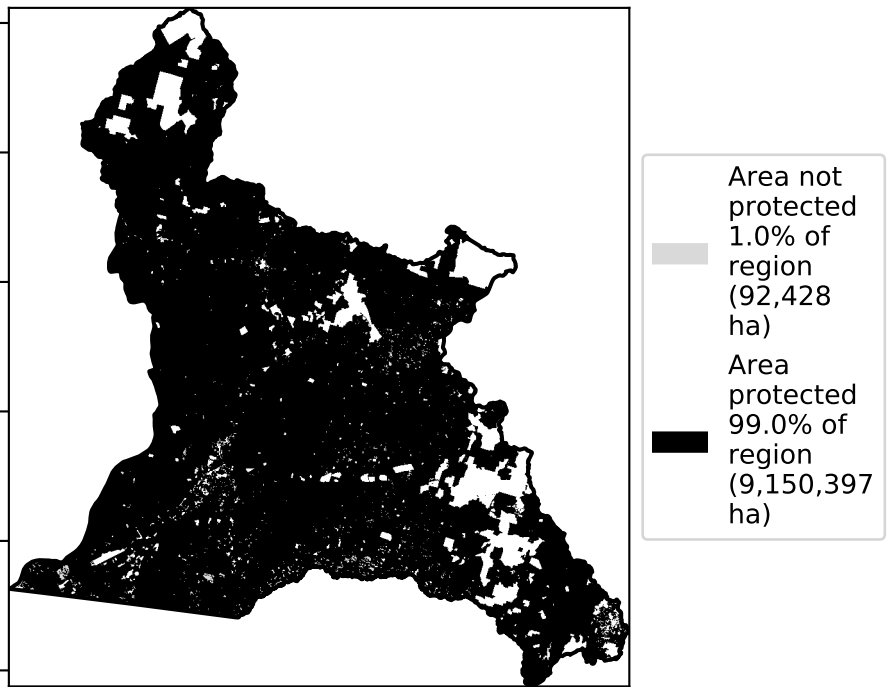 Area not
protected
1.0% of
region
(92,428
ha)
Area
protected
99.0% of
region
(9,150,397
ha)